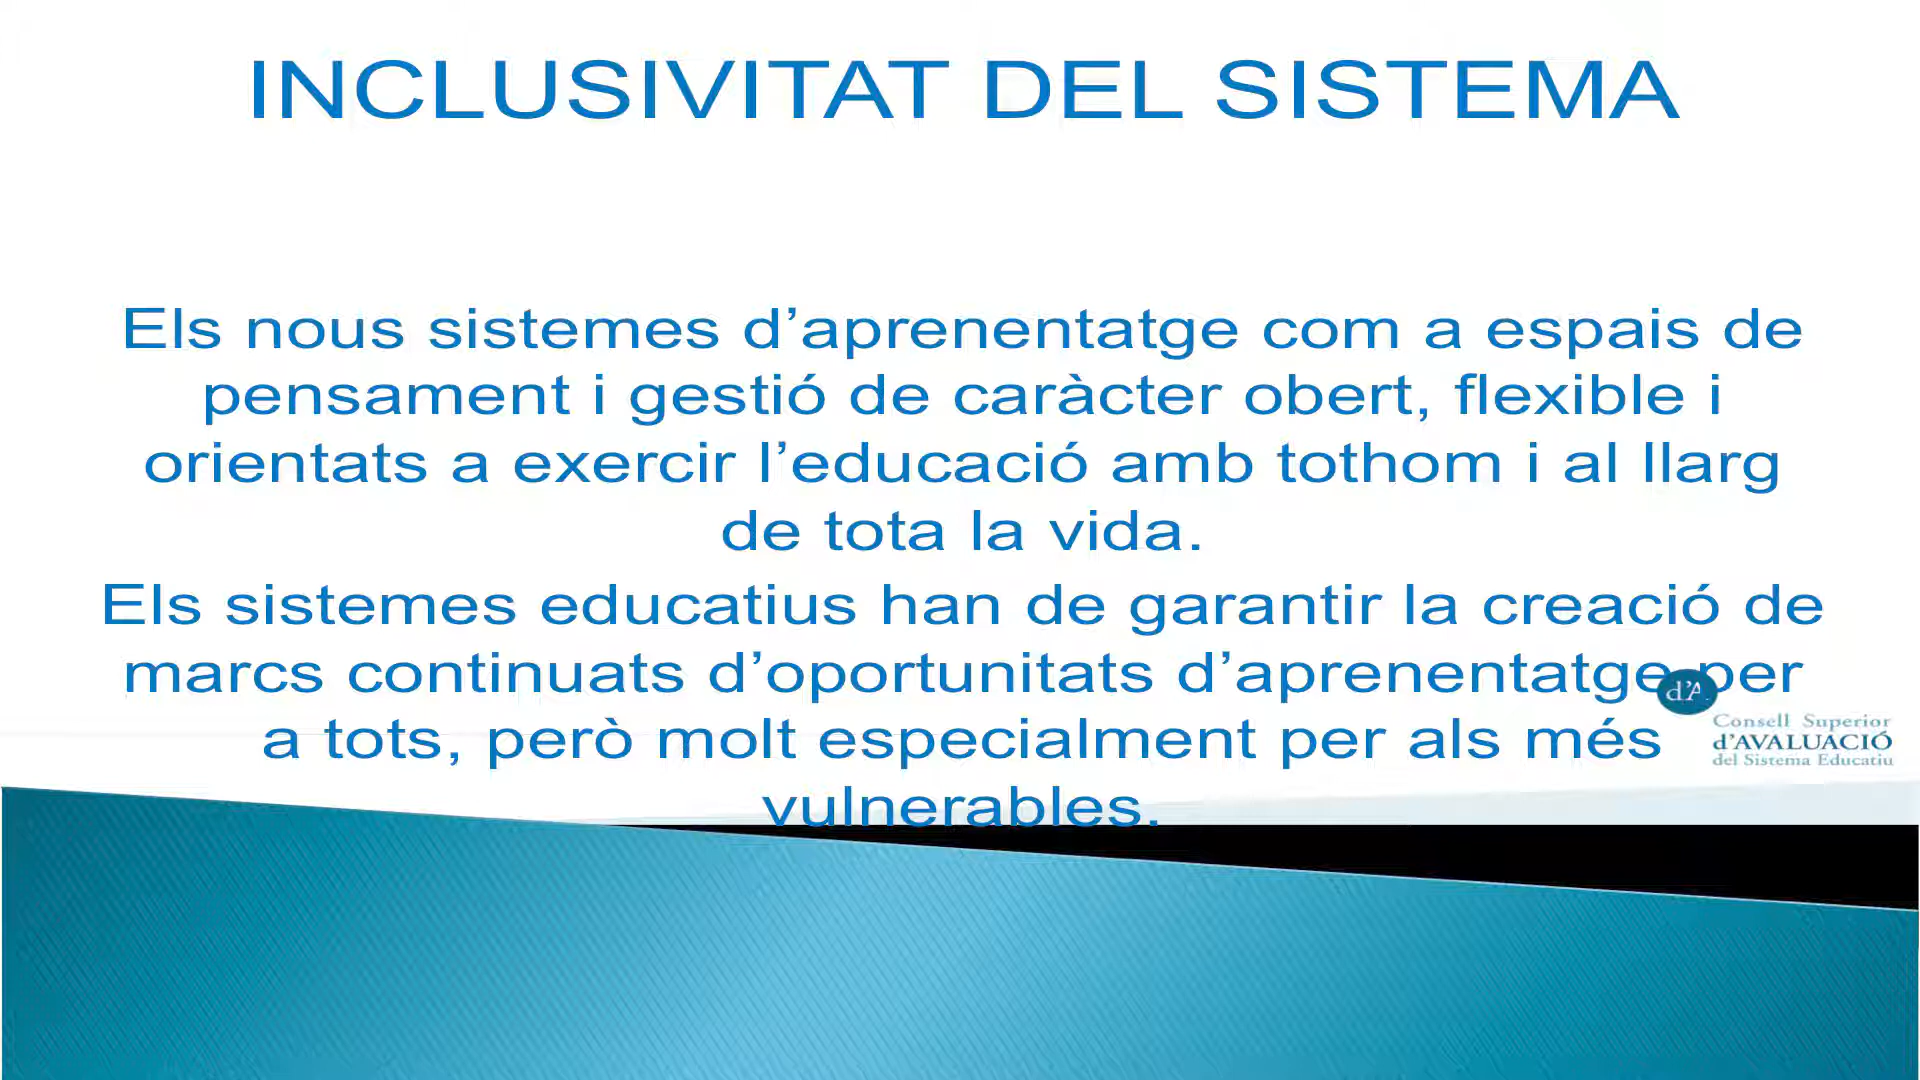 INCLUSIVITAT DEL SISTEMA
Els nous sistemes d’aprenentatge com a espais de
pensament i gestió de caràcter obert, flexible i
orientats a exercir l’educació amb tothom i al llarg
de tota la vida.
Els sistemes educatius han de garantir la creació de
marcs continuats d’oportunitats d’aprenentatge per
a tots, però molt especialment per als més
vulnerables.
d’A.
Consell Superior
d’AVALUACIÓ
del Sistema Educatiu